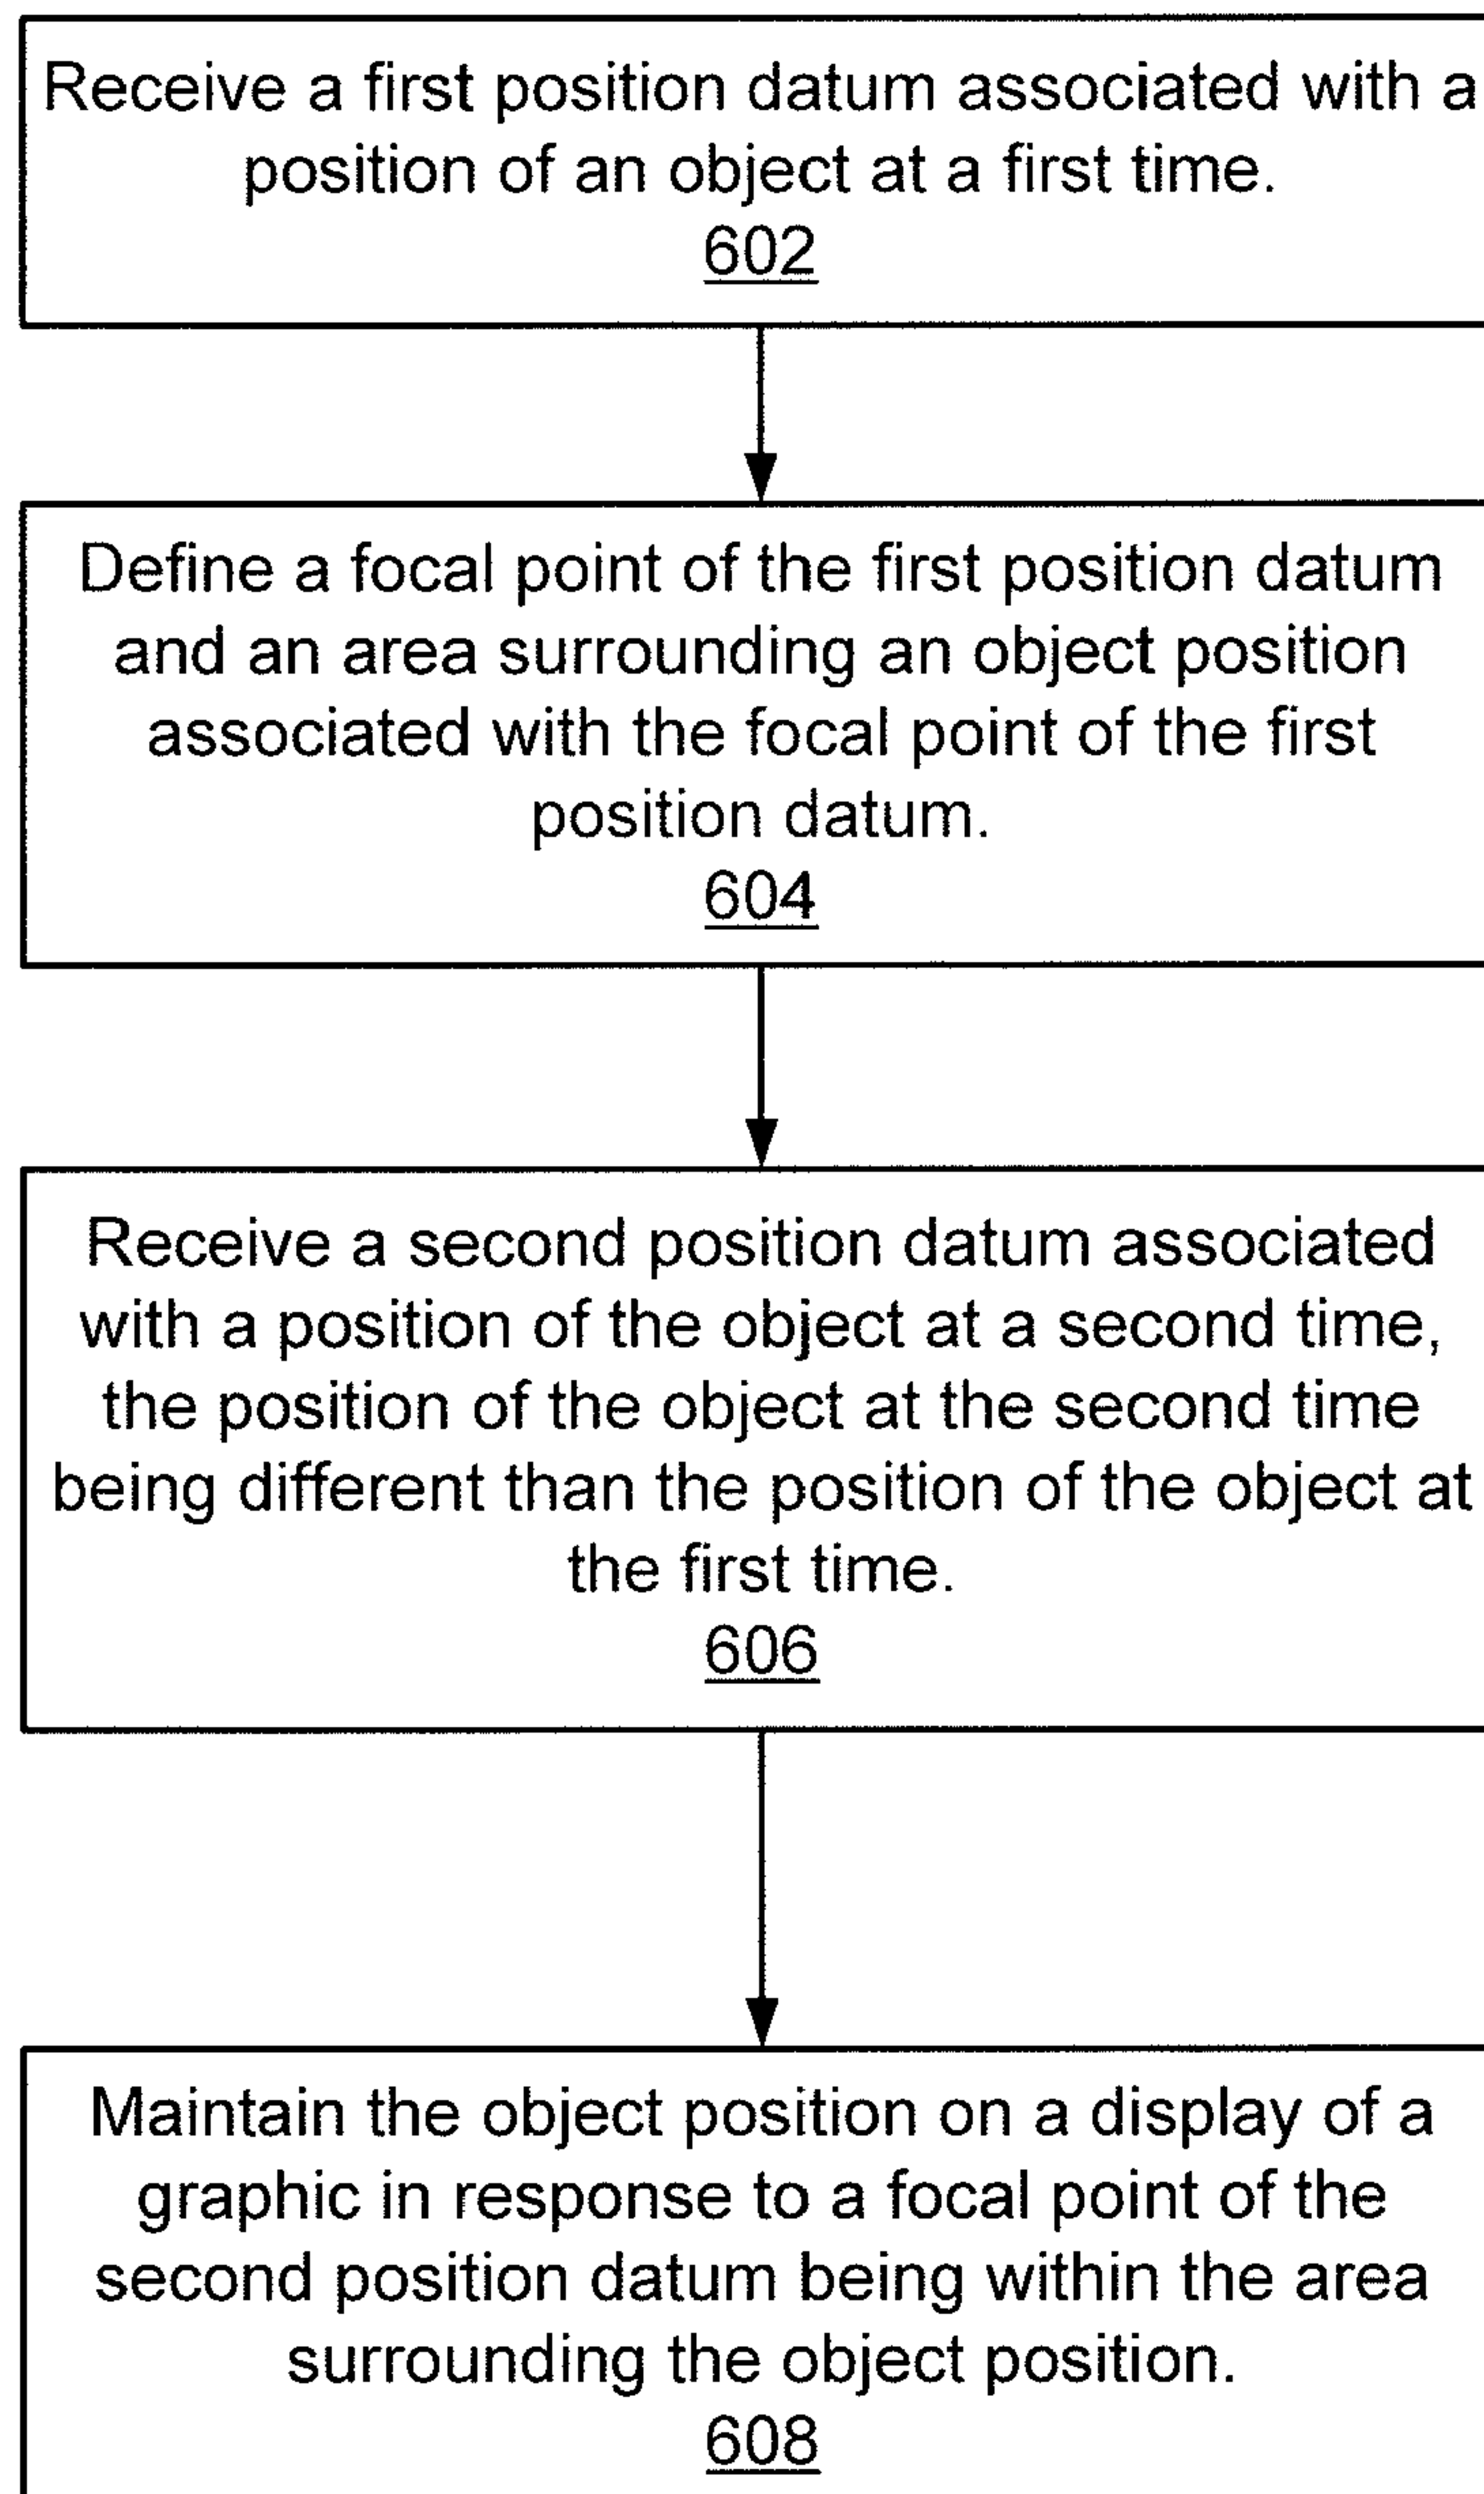 Receive a first position datum associated with a
position of an object at a first time.
602
Define a focal point of the first position datum
and an area surrounding an object position
associated with the focal point of the first
position datum.
604
Receive a second position datum associated
with a position of the object at a second time,
the position of the object at the second time
being different than the position of the object at
the first time.
606
Maintain the object position on a display of a
graphic in response to a focal point of the
second position datum being within the area
surrounding the object position.
608